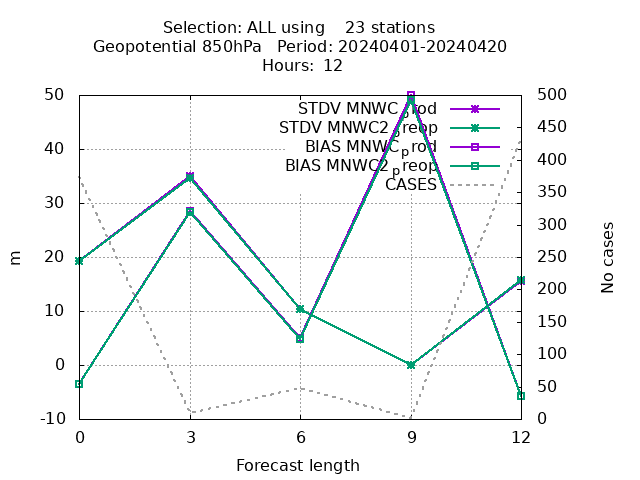 Selection: ALL using    23 stations
Geopotential 850hPa   Period: 20240401-20240420
Hours:  12
50
40
30
20
10
0
-10
500
450
400
350
300
250
200
150
100
50
0
STDV MNWC_prod
STDV MNWC2_preop
BIAS MNWC_prod
BIAS MNWC2_preop
CASES
m
No cases
0
3
6
9
12
Forecast length